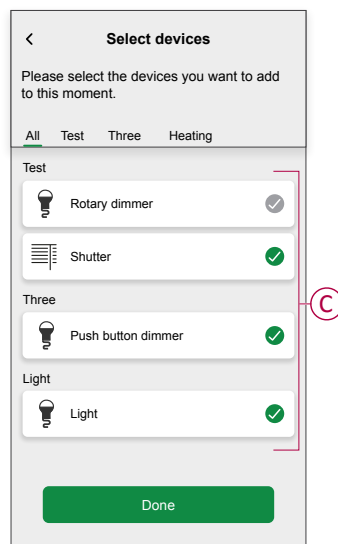 Select devices
Please select the devices you want to add
to this moment.
All Test Three Heating
Test
Rotary dimmer
Shutter
Three
Push button dimmer
Light
Light
Done
C